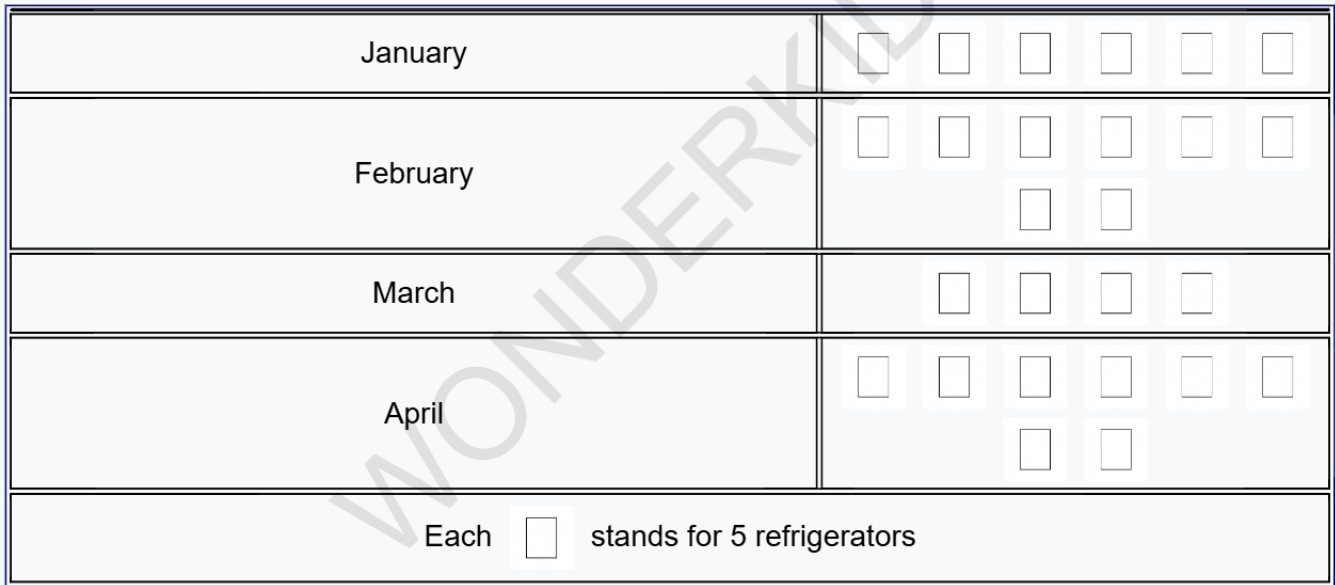 January
February
March
April
Each □ stands for 5 refrigerators
WONDERKID